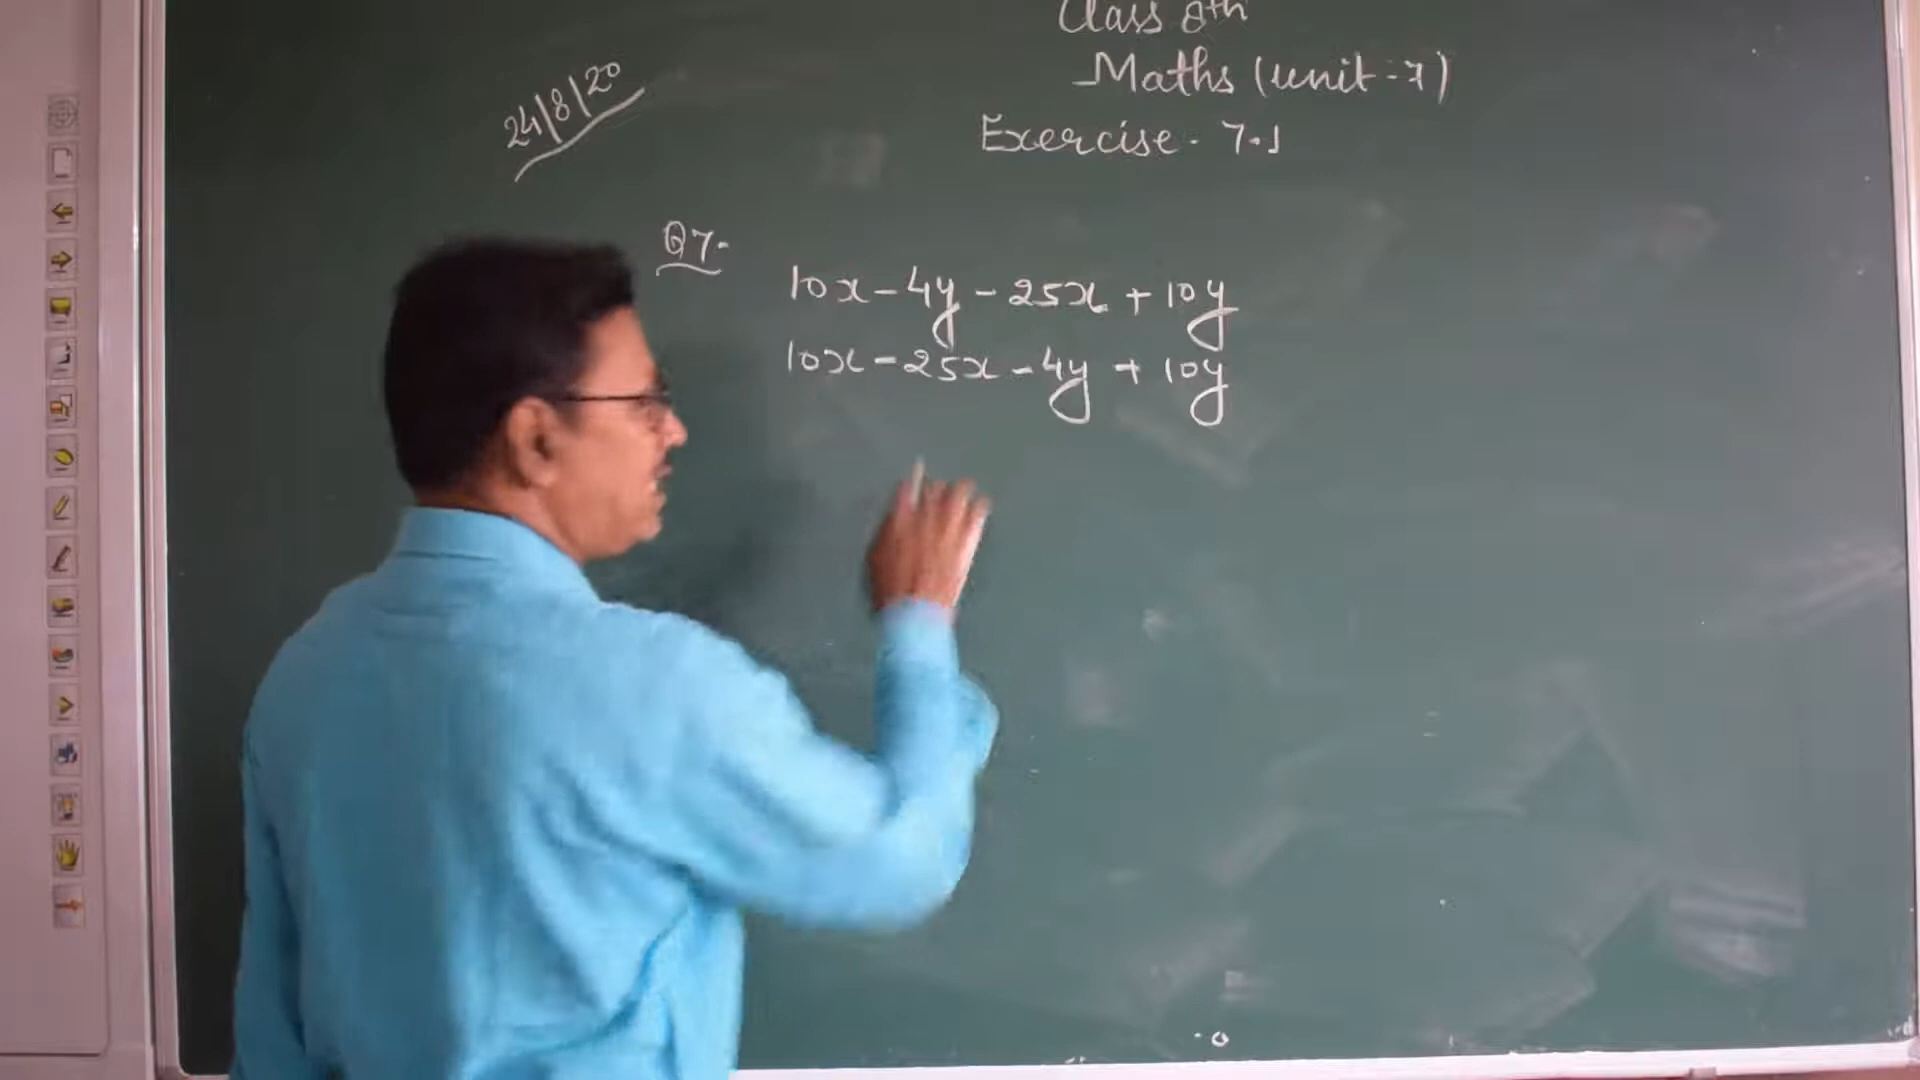 Class 8th
Maths (unit-7)
Exercise. 7.1
24/8/20
Q7-
10x - 4y - 25x + 10y
10x - 25x - 4y + 10y